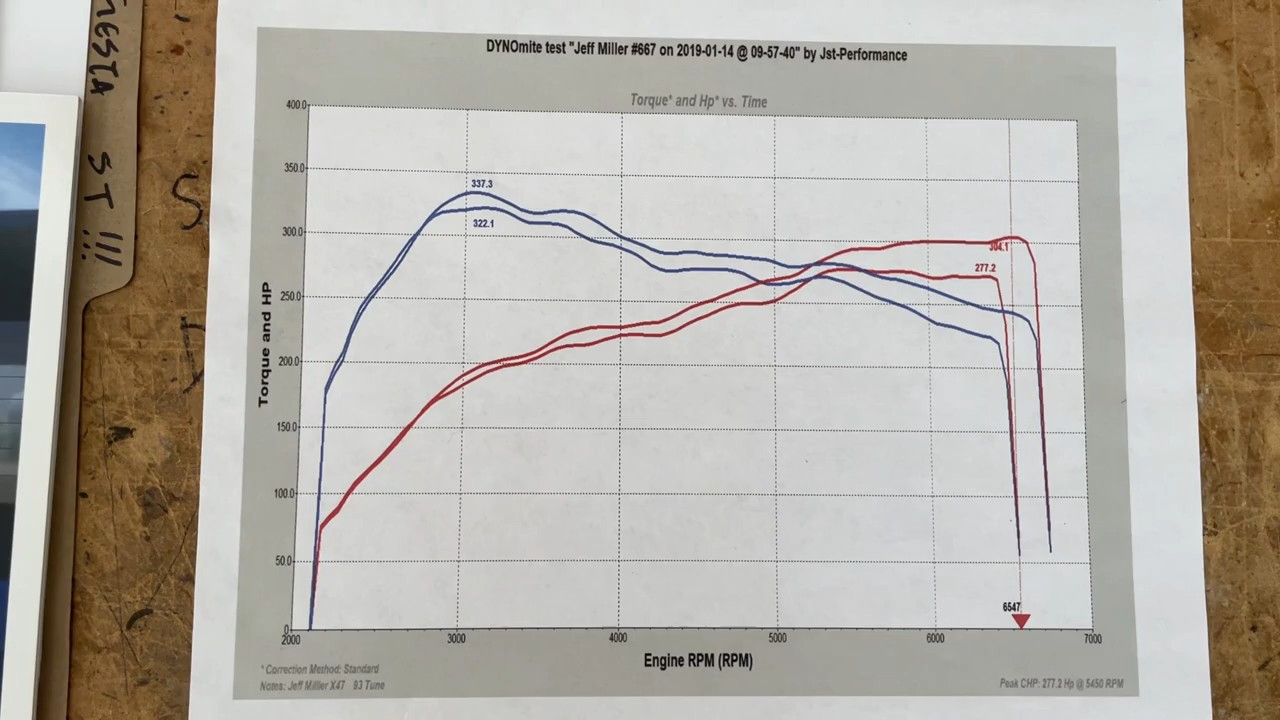 FIESTA ST !!!
S
DYNOmite test "Jeff Miller #667 on 2019-01-14 @ 09-57-40" by Jst-Performance
Torque* and Hp* vs. Time
400.0
350.0
300.0
250.0
200.0
150.0
100.0
50.0
0
Torque and HP
337.3
322.1
304.1
277.2
6547
2000 3000 4000 5000 6000 7000
Engine RPM (RPM)
* Correction Method: Standard
Notes: Jeff Milller X47 93 Tune
Peak CHP: 277.2 Hp @ 5450 RPM